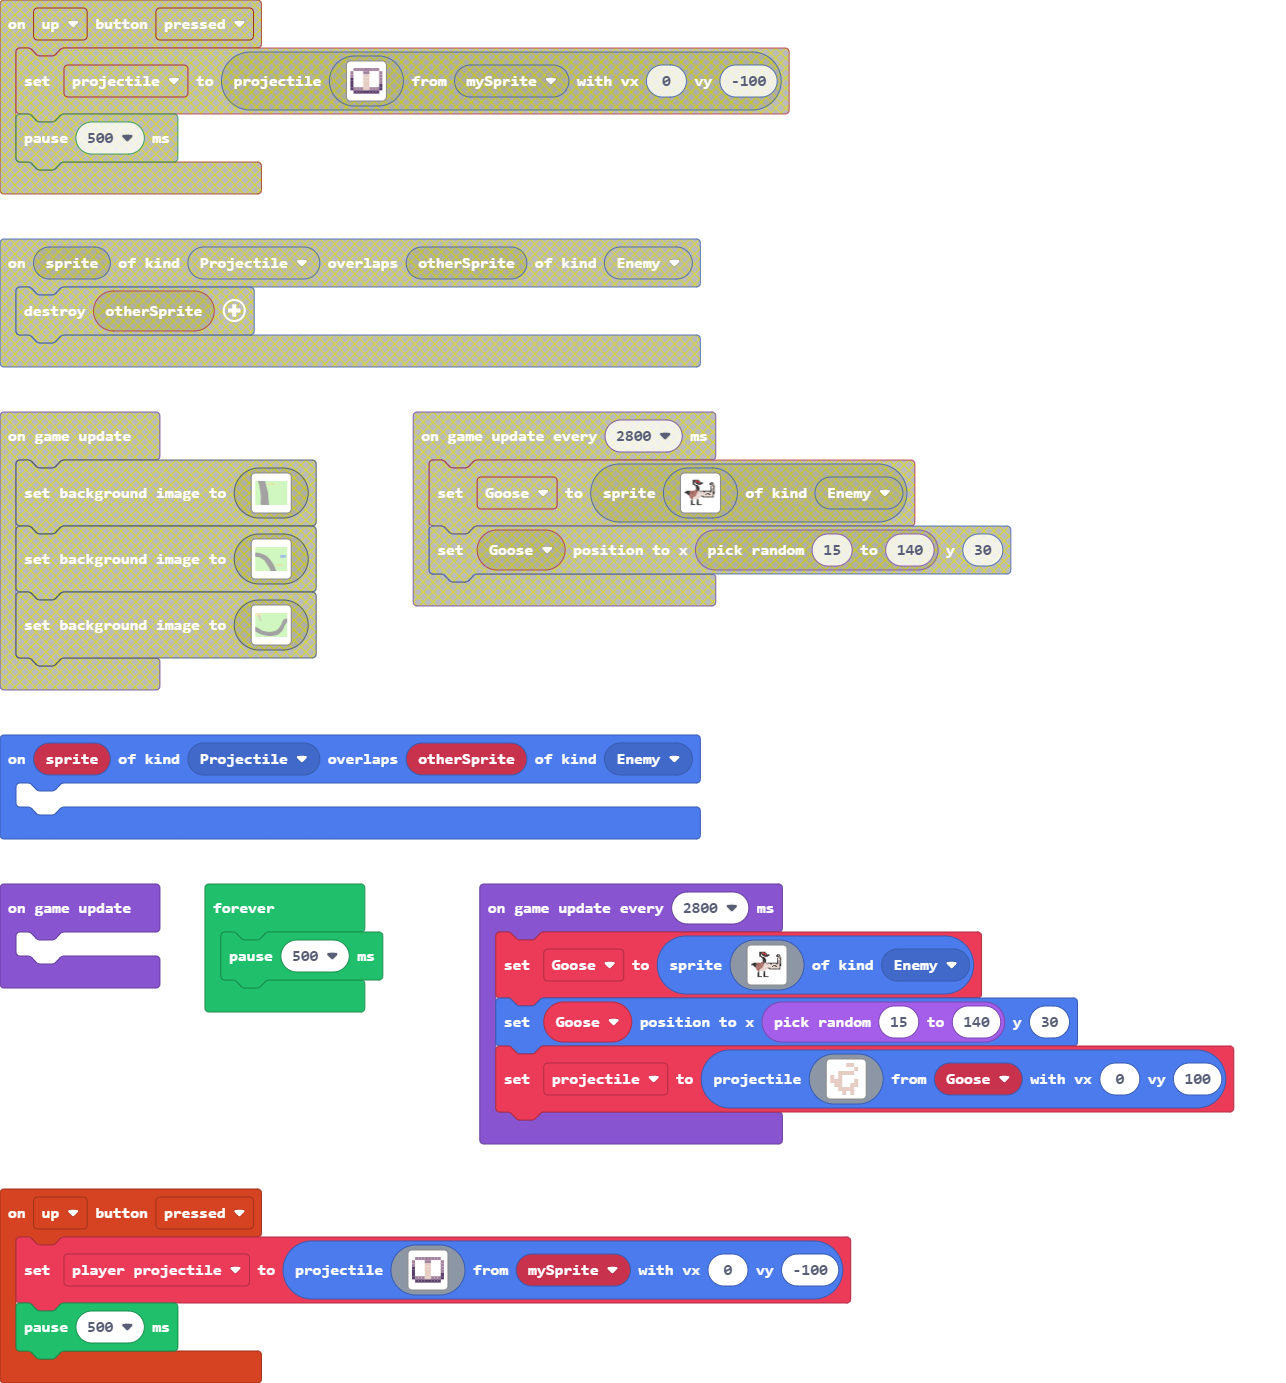 on up button pressed
set projectile to projectile from mySprite with vx 0 vy -100
pause 500 ms
on sprite of kind Projectile overlaps otherSprite of kind Enemy
destroy otherSprite
on game update
set background image to
set background image to
set background image to
on game update every 2800 ms
set Goose to sprite of kind Enemy
set Goose position to x pick random 15 to 140 y 30
on sprite of kind Projectile overlaps otherSprite of kind Enemy
on game update
forever
pause 500 ms
on game update every 2800 ms
set Goose to sprite of kind Enemy
set Goose position to x pick random 15 to 140 y 30
set projectile to projectile from Goose with vx 0 vy 100
on up button pressed
set player projectile to projectile from mySprite with vx 0 vy -100
pause 500 ms